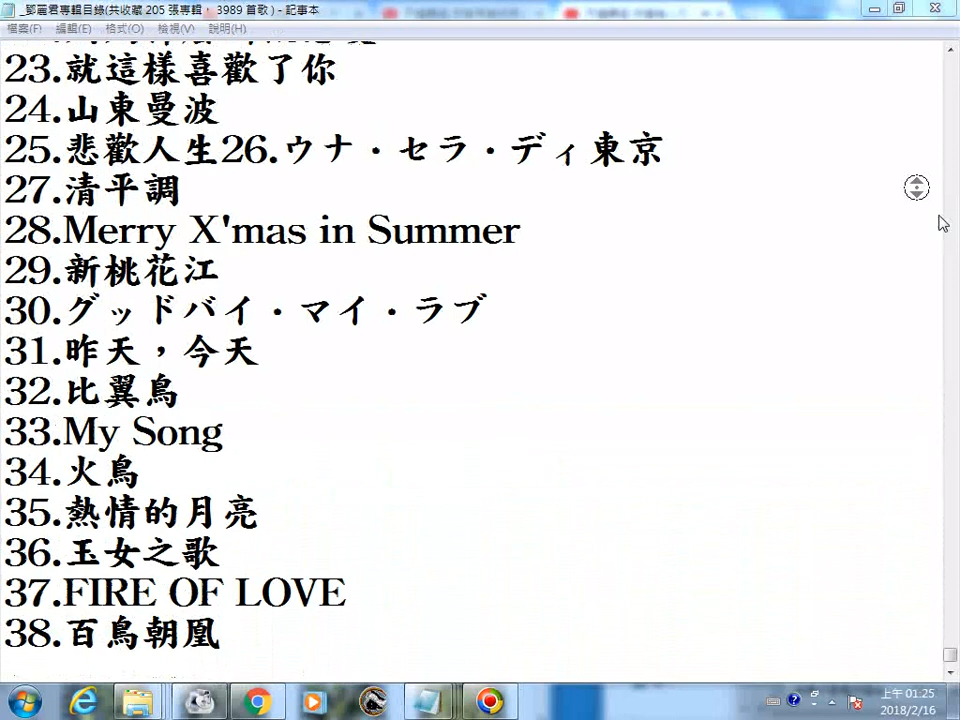 _鄧麗君專輯目錄(共收藏 205 張專輯， 3989 首歌 ) - 記事本
檔案(F) 編輯(E) 格式(O) 檢視(V) 說明(H)
23.就這樣喜歡了你
24.山東曼波
25.悲歡人生26.ウナ・セラ・ディ東京
27.清平調
28.Merry X'mas in Summer
29.新桃花江
30.グッドバイ・マイ・ラブ
31.昨天，今天
32.比翼鳥
33.My Song
34.火鳥
35.熱情的月亮
36.玉女之歌
37.FIRE OF LOVE
38.百鳥朝凰
上午 01:25
2018/2/16